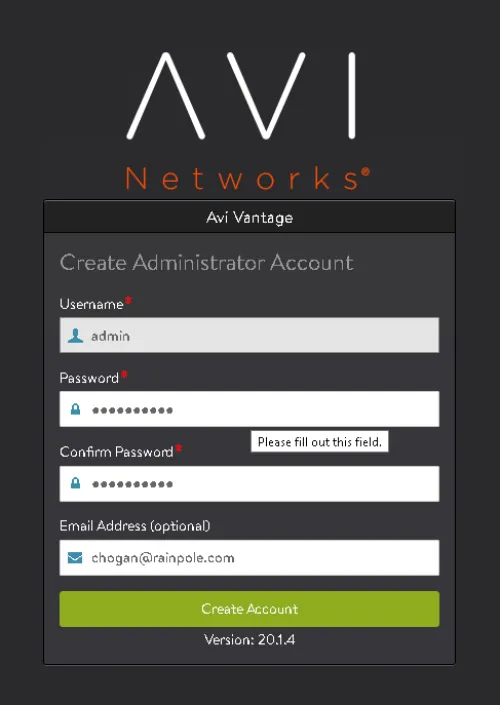 AVI
Networks®
Avi Vantage
Create Administrator Account
Username*
admin
Password*
••••••••••
Please fill out this field.
Confirm Password*
••••••••••
Email Address (optional)
chogan@rainpole.com
Create Account
Version: 20.1.4